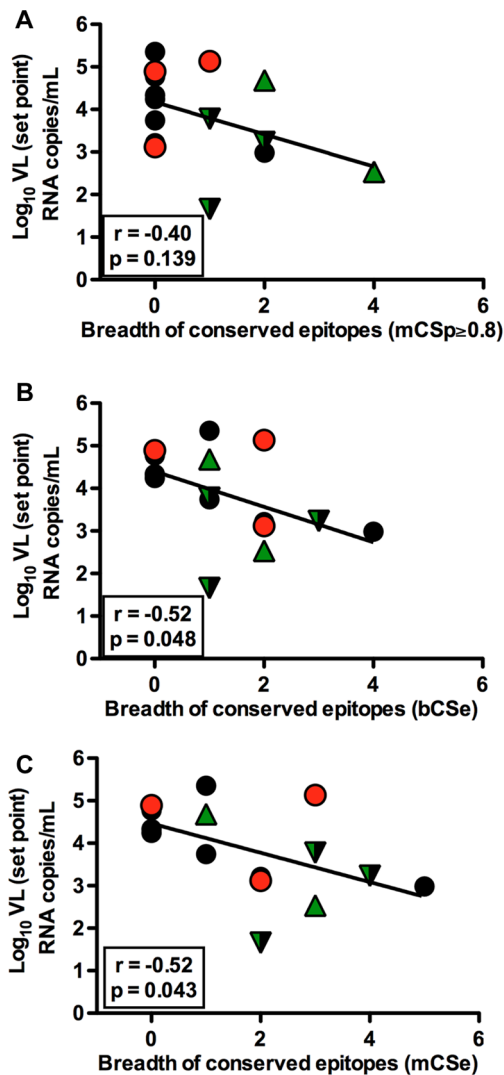 A
Log10 VL (set point)
RNA copies/mL
6
5
4
3
2
1
0
r = -0.40
p = 0.139
0 2 4 6
Breadth of conserved epitopes (mCSp≥0.8)
B
Log10 VL (set point)
RNA copies/mL
6
5
4
3
2
1
0
r = -0.52
p = 0.048
0 2 4 6
Breadth of conserved epitopes (bCSe)
C
Log10 VL (set point)
RNA copies/mL
6
5
4
3
2
1
0
r = -0.52
p = 0.043
0 2 4 6
Breadth of conserved epitopes (mCSe)